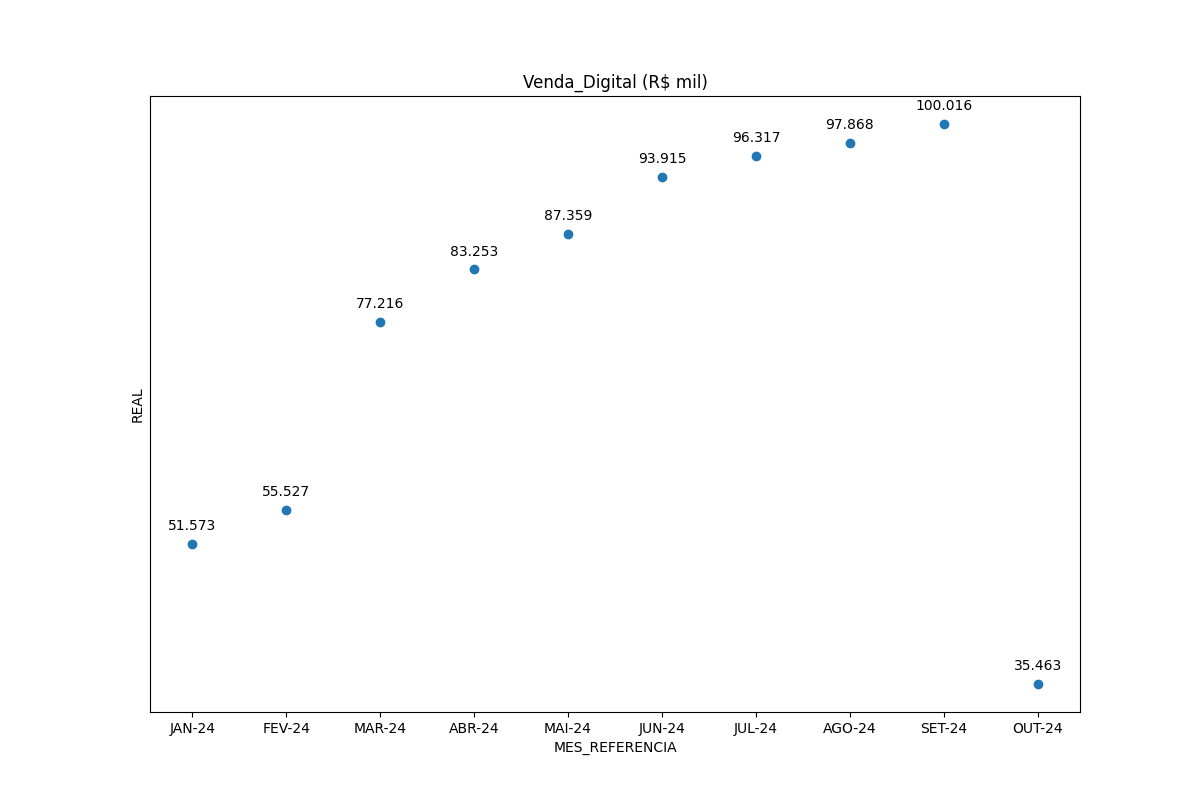 Venda_Digital (R$ mil)
100.016
97.868
96.317
93.915
87.359
83.253
77.216
55.527
51.573
35.463
REAL
JAN-24 FEV-24 MAR-24 ABR-24 MAI-24 JUN-24 JUL-24 AGO-24 SET-24 OUT-24
MES_REFERENCIA